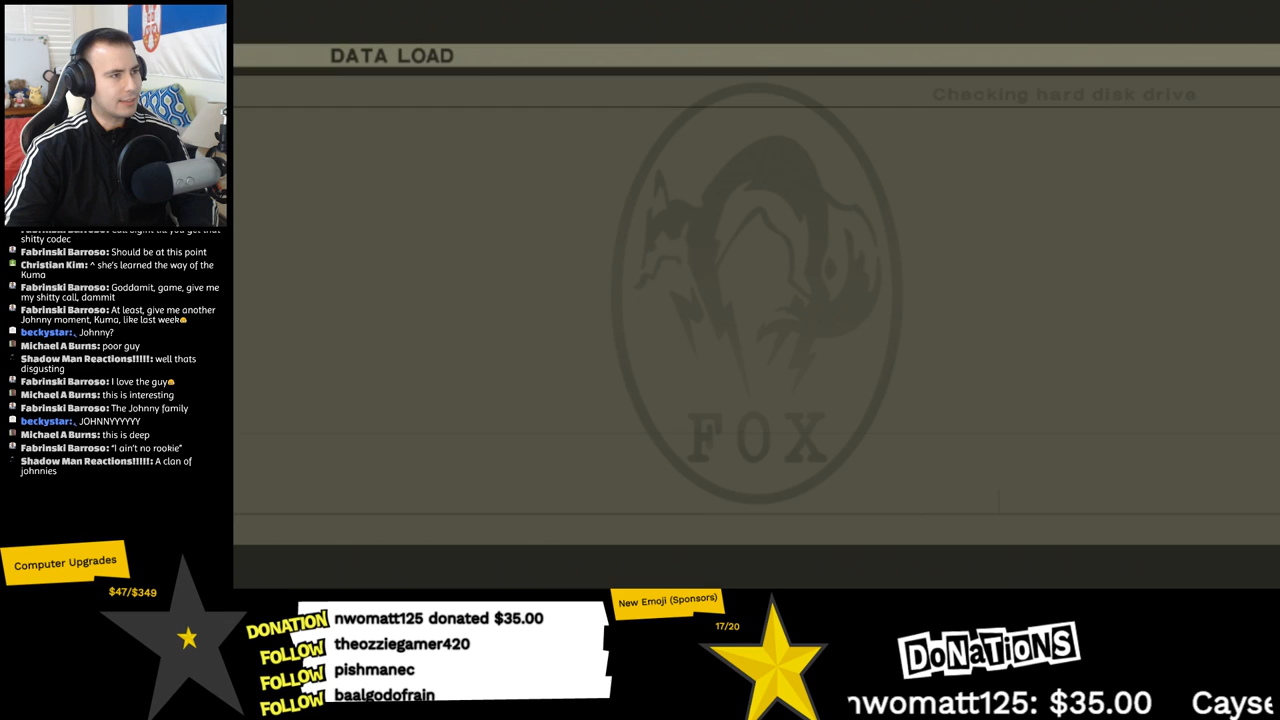 DATA LOAD
Checking hard disk drive
FOX
shitty codec
Fabrinski Barroso: Should be at this point
Christian Kim: ^ she's learned the way of the
Kuma
Fabrinski Barroso: Goddamit, game, give me
my shitty call, dammit
Fabrinski Barroso: At least, give me another
Johnny moment, Kuma, like last week
beckystar: Johnny?
Michael A Burns: poor guy
Shadow Man Reactions!!!!!: well thats
disgusting
Fabrinski Barroso: I love the guy
Michael A Burns: this is interesting
Fabrinski Barroso: The Johnny family
beckystar: JOHNNYYYYYY
Michael A Burns: this is deep
Fabrinski Barroso: "I ain't no rookie"
Shadow Man Reactions!!!!!: A clan of
johnnies
Computer Upgrades
$47/$349
DONATION nwomatt125 donated $35.00
FOLLOW theozziegamer420
FOLLOW pishmanec
FOLLOW baalgodofrain
New Emoji (Sponsors)
17/20
DONATIONS
nwomatt125: $35.00 Cayse